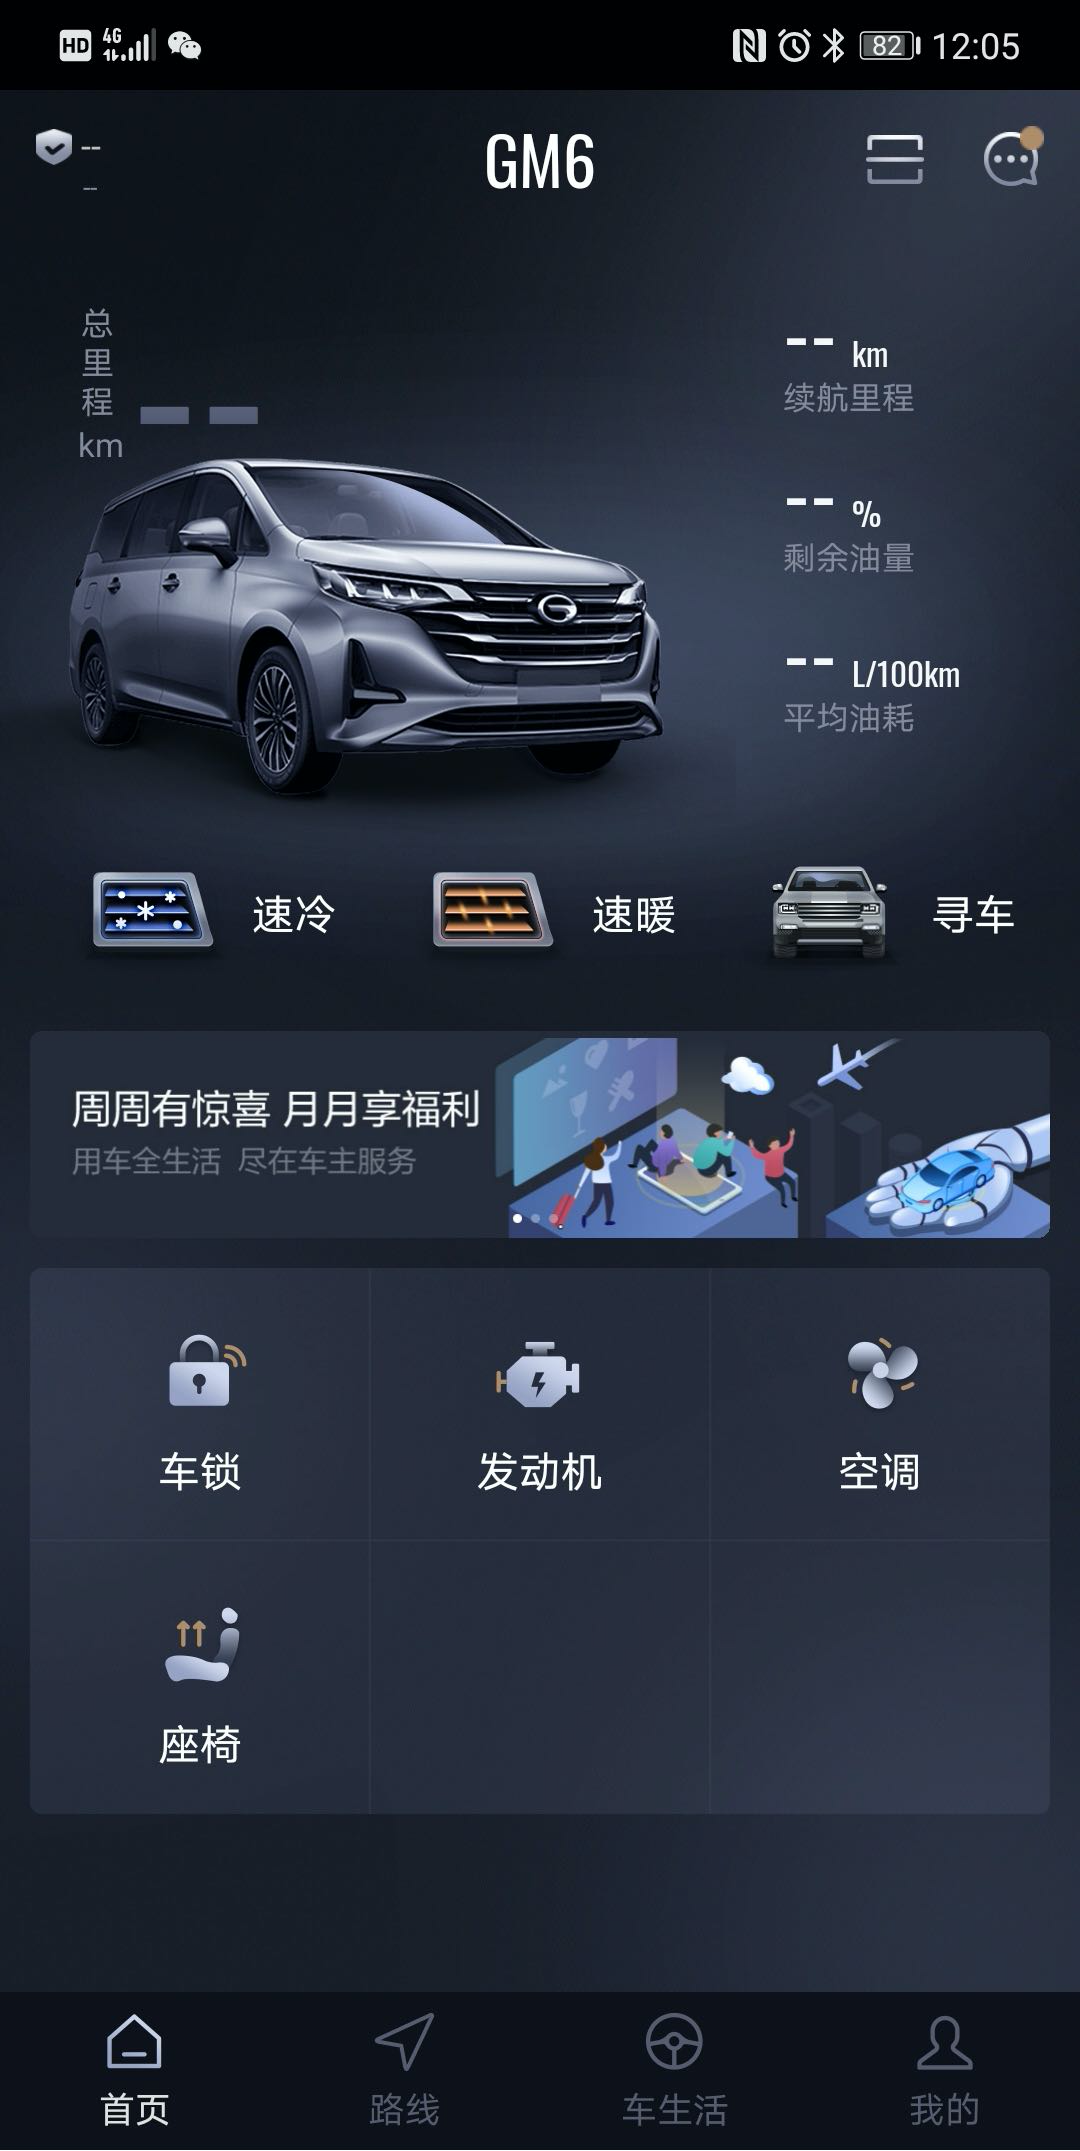 HD 4G 82 12:05
--
--
GM6
总里程km
--
-- km
续航里程
-- %
剩余油量
-- L/100km
平均油耗
速冷
速暖
寻车
周周有惊喜 月月享福利
用车全生活 尽在车主服务
车锁
发动机
空调
座椅
首页
路线
车生活
我的